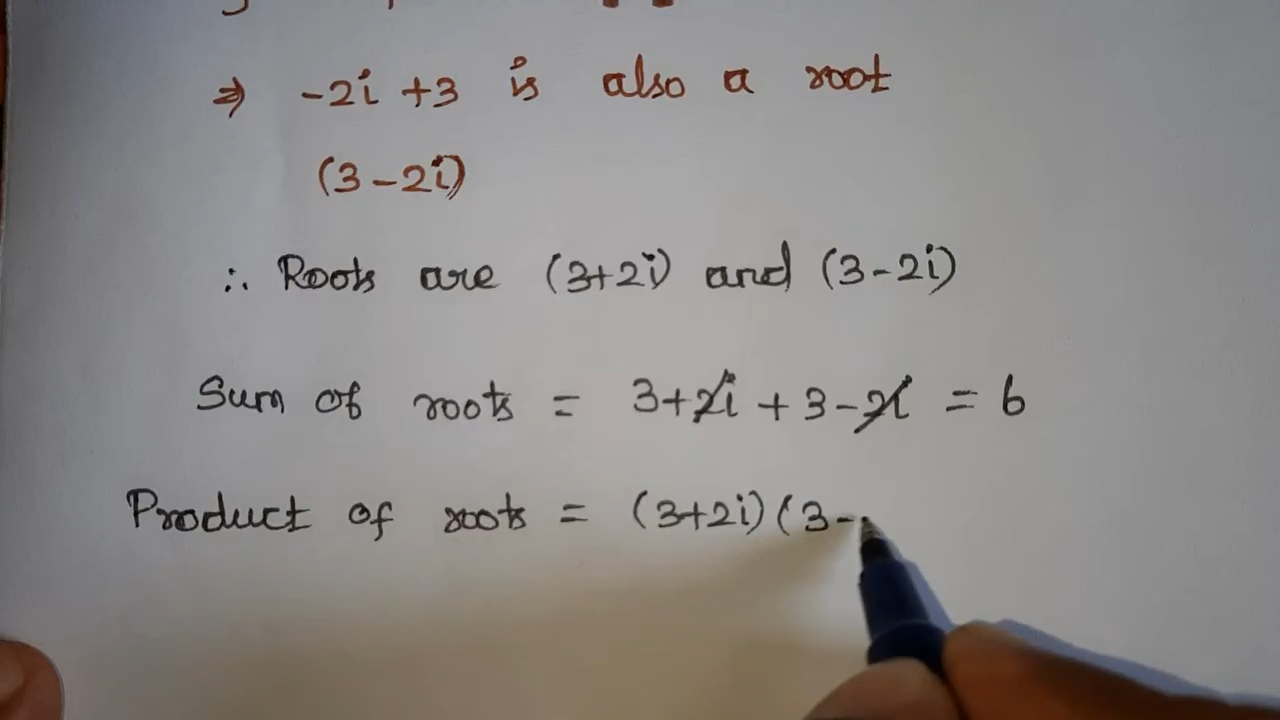 ⇒ -2i +3 is also a root
(3-2i)
∴ Roots are (3+2i) and (3-2i)
Sum of roots = 3+2i + 3-2i = 6
Product of roots = (3+2i)(3-